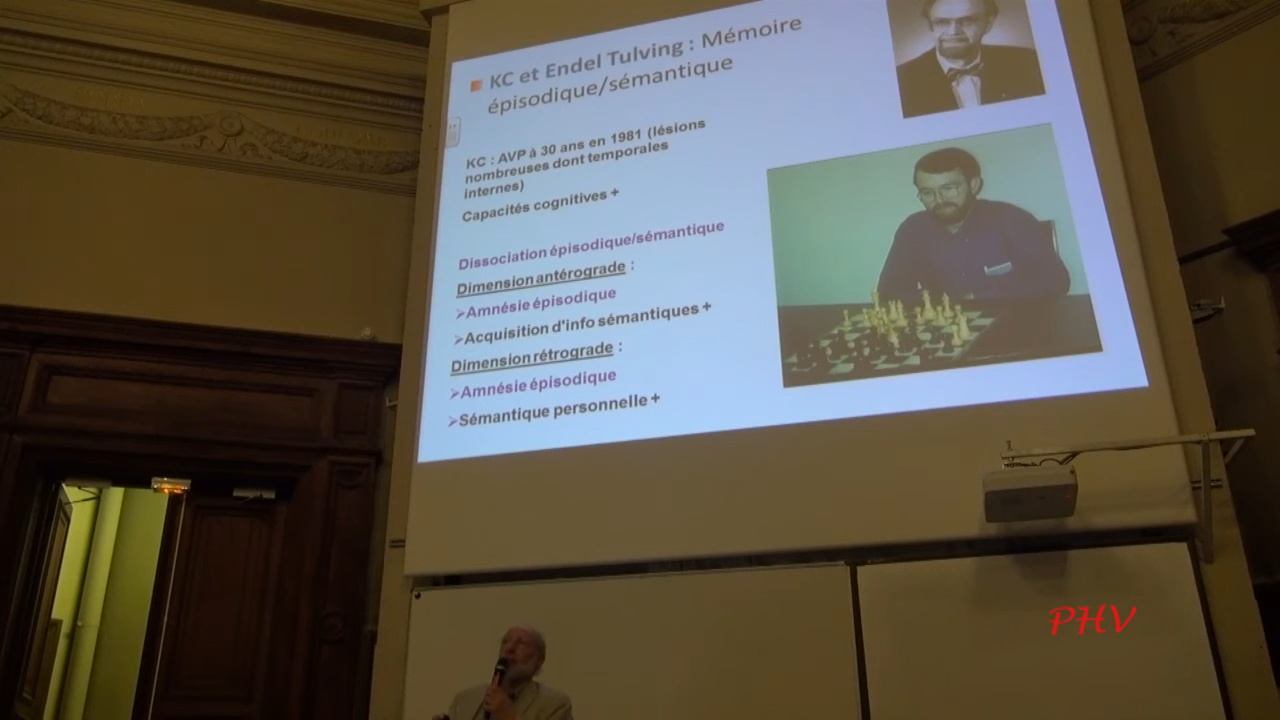 KC et Endel Tulving : Mémoire
épisodique/sémantique
KC : AVP à 30 ans en 1981 (lésions
nombreuses dont temporales
internes)
Capacités cognitives +
Dissociation épisodique/sémantique
Dimension antérograde :
➢Amnésie épisodique
➢Acquisition d'info sémantiques +
Dimension rétrograde :
➢Amnésie épisodique
➢Sémantique personnelle +
PHV